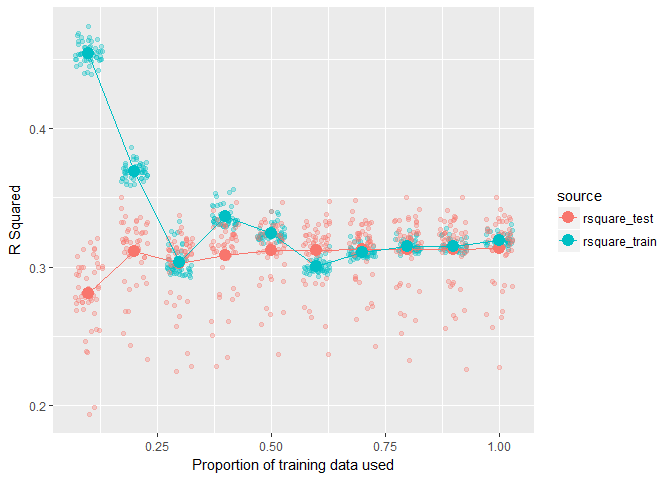 0.4
0.3
0.2
R Squared
0.25
0.50
0.75
1.00
Proportion of training data used
source
rsquare_test
rsquare_train